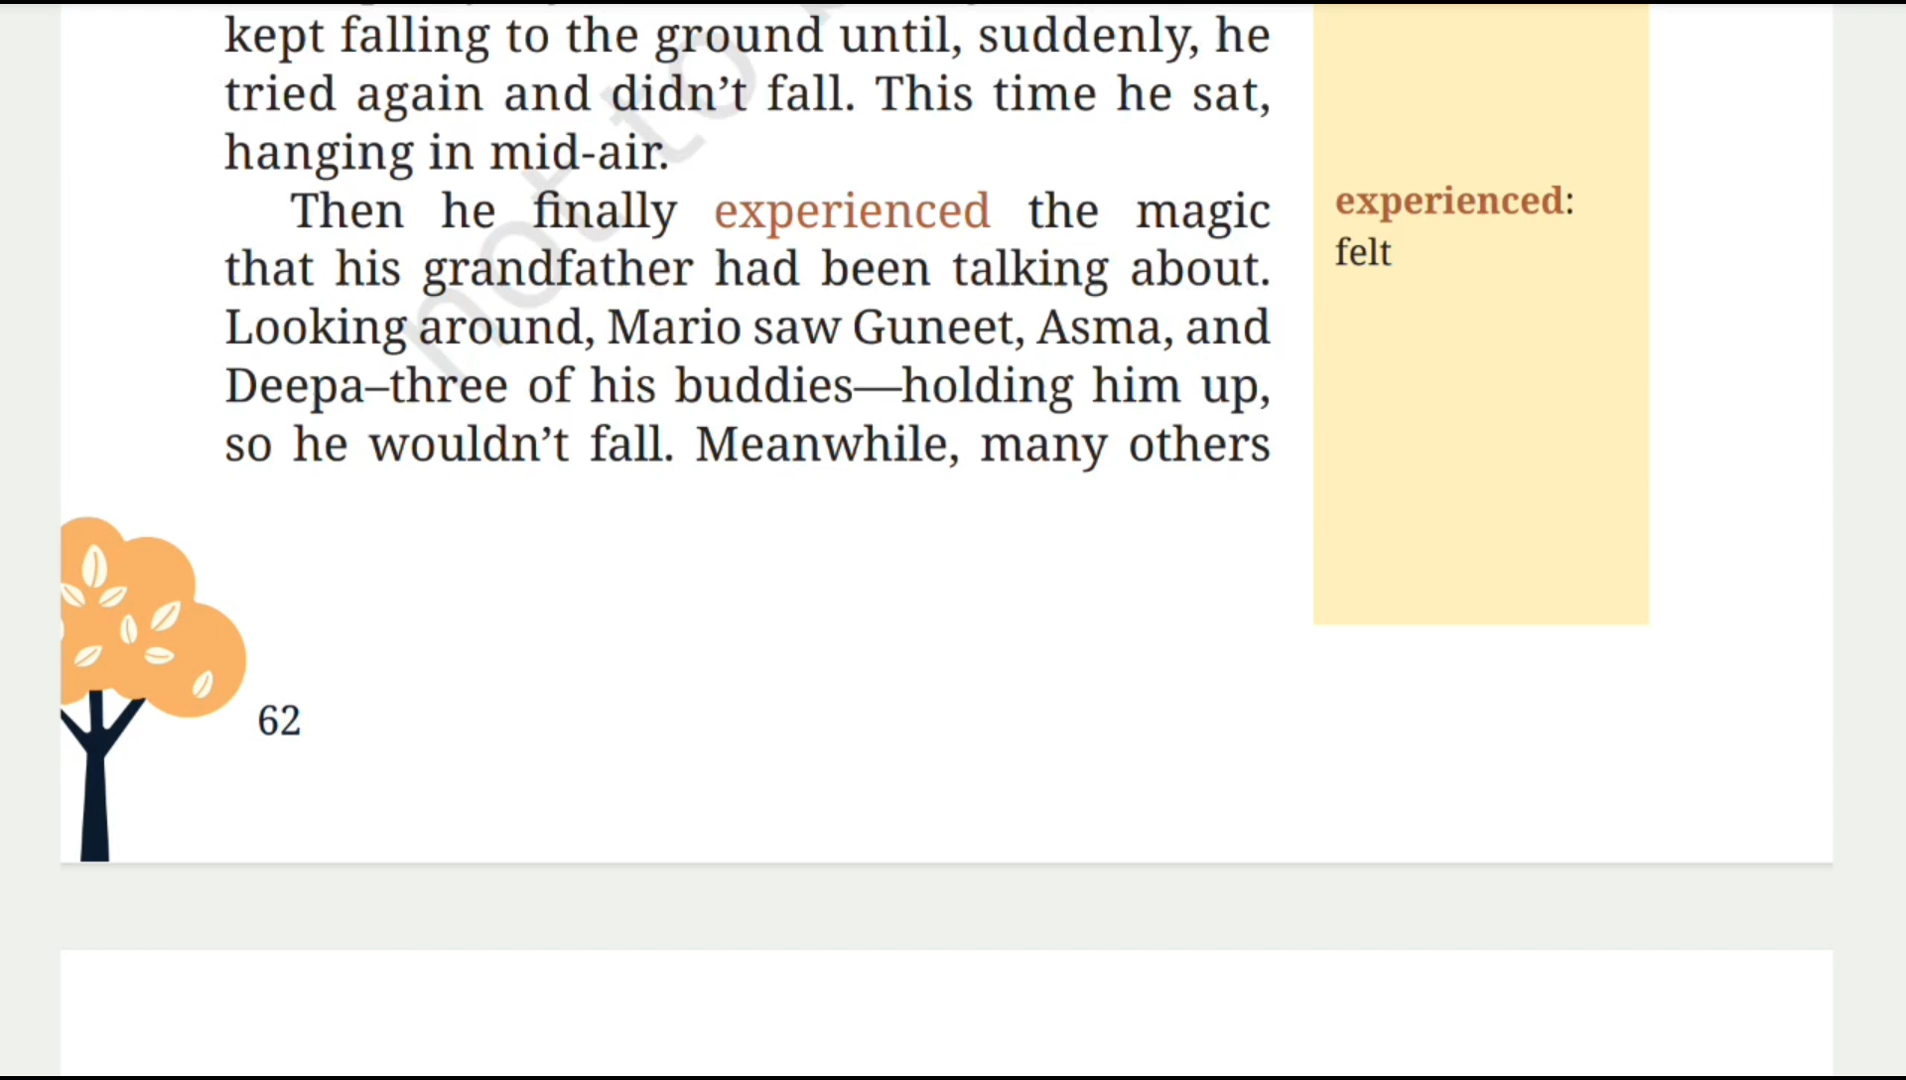 kept falling to the ground until, suddenly, he
tried again and didn’t fall. This time he sat,
hanging in mid-air.
Then he finally experienced the magic
that his grandfather had been talking about.
Looking around, Mario saw Guneet, Asma, and
Deepa–three of his buddies—holding him up,
so he wouldn’t fall. Meanwhile, many others
experienced:
felt
not to
62